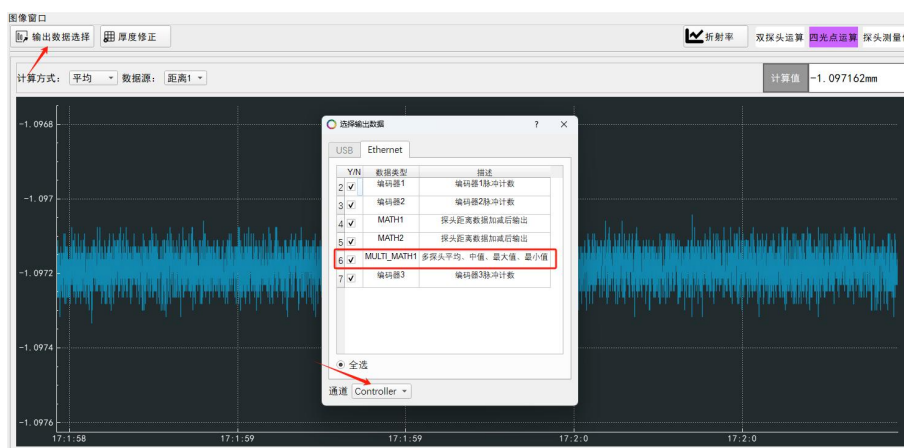 图像窗口
输出数据选择 厚度修正 折射率 双探头运算 四光点运算 探头测量
计算方式: 平均 数据源: 距离1 计算值 -1.097162mm
选择输出数据 ? ×
USB Ethernet
Y/N 数据类型 描述
2 编码器1 编码器1脉冲计数
3 编码器2 编码器2脉冲计数
4 MATH1 探头距离数据加减后输出
5 MATH2 探头距离数据加减后输出
6 MULTI_MATH1 多探头平均、中值、最大值、最小值
7 编码器3 编码器3脉冲计数
全选
通道 Controller
-1.0968
-1.097
-1.0972
-1.0974
-1.0976
17:1:58 17:1:59 17:1:59 17:2:0 17:2:0